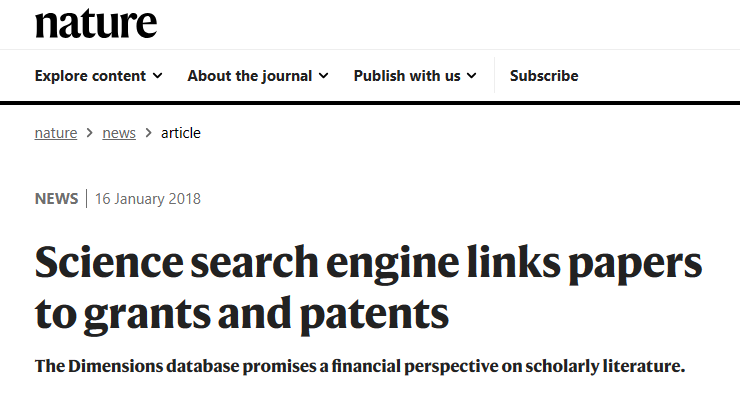 nature
Explore content About the journal Publish with us Subscribe
nature > news > article
NEWS | 16 January 2018
Science search engine links papers
to grants and patents
The Dimensions database promises a financial perspective on scholarly literature.